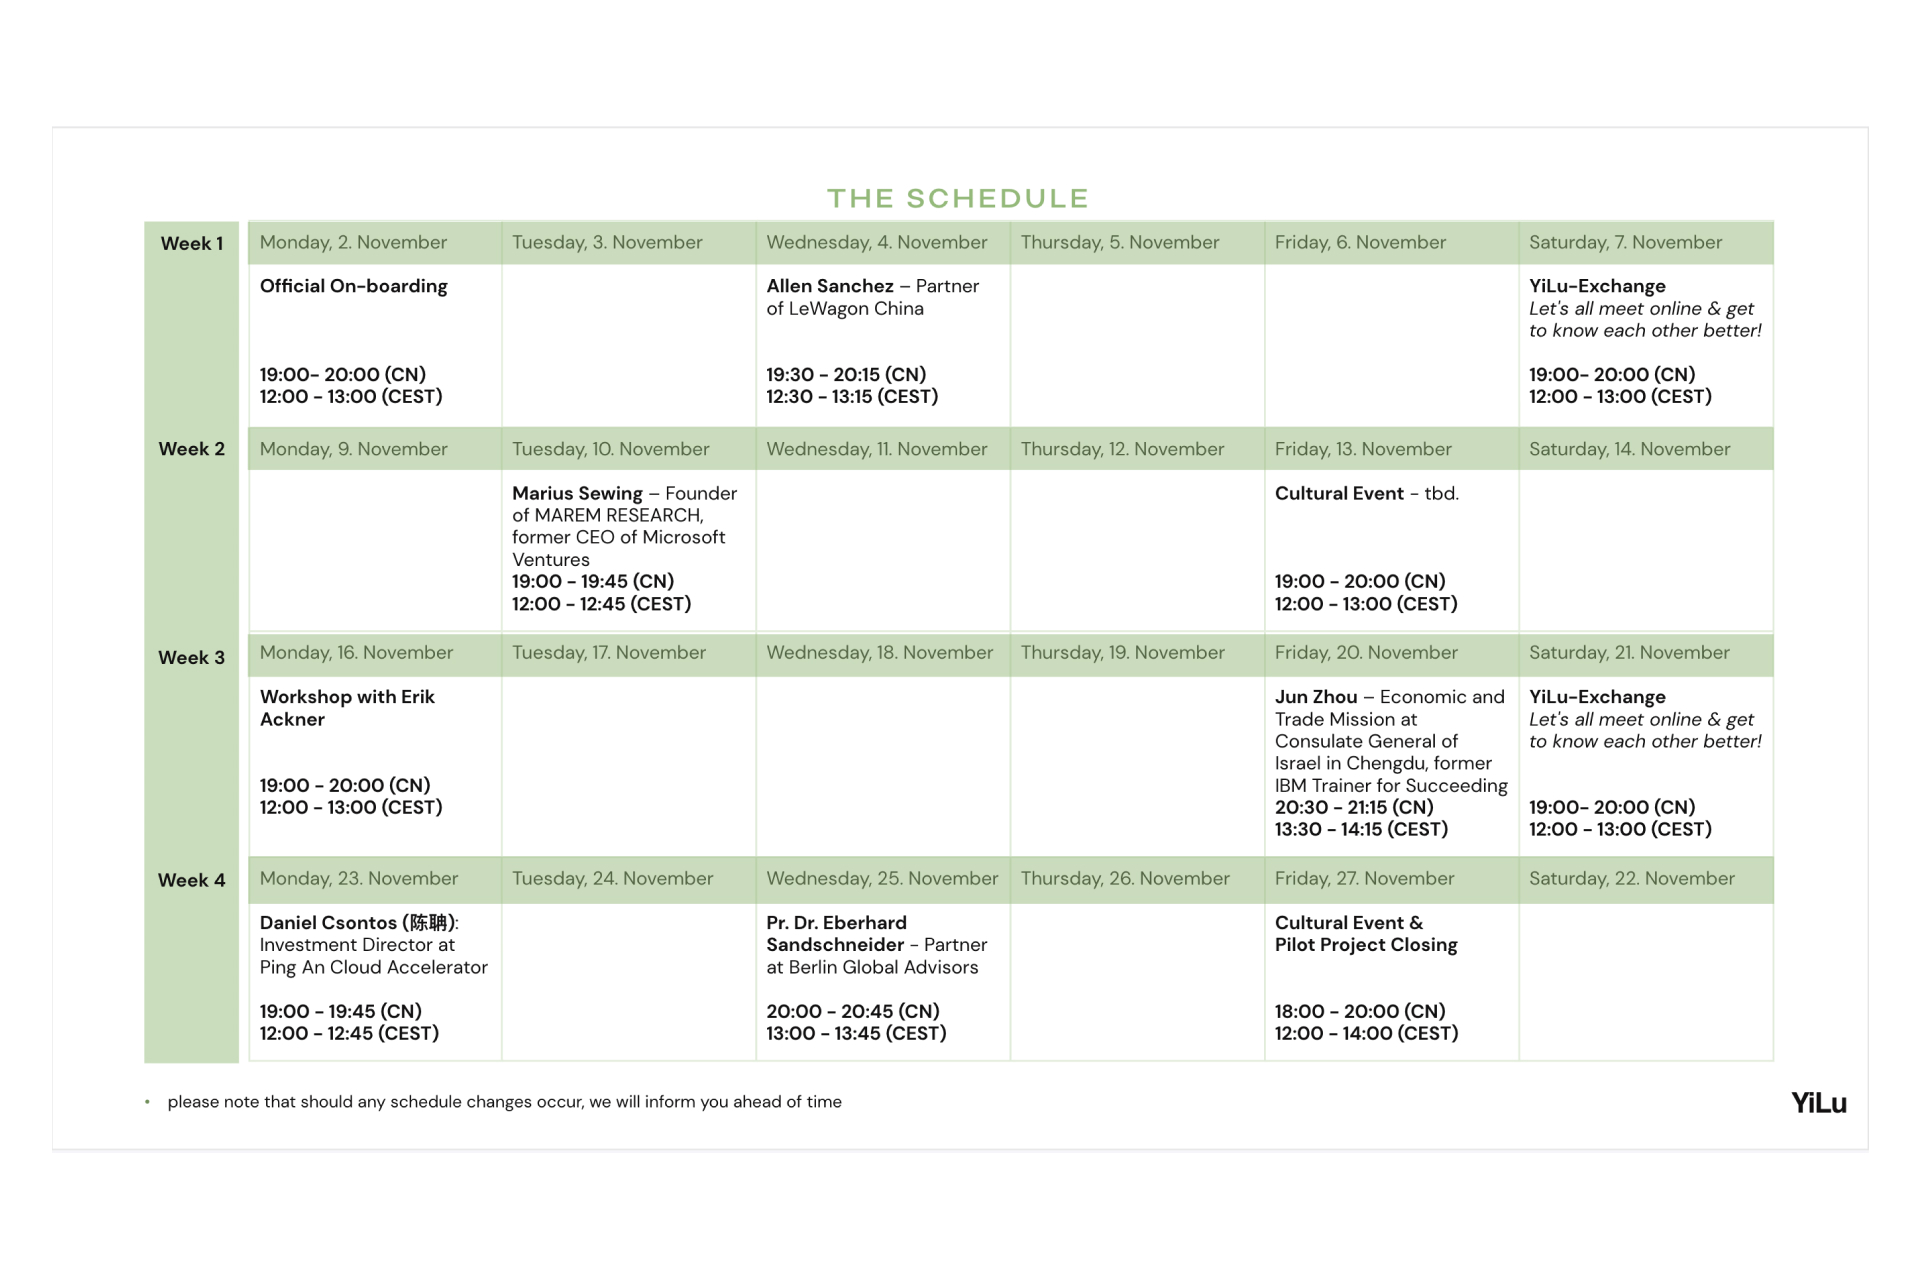 THE SCHEDULE
Week 1
Monday, 2. November
Tuesday, 3. November
Wednesday, 4. November
Thursday, 5. November
Friday, 6. November
Saturday, 7. November
Official On-boarding
19:00- 20:00 (CN)
12:00 - 13:00 (CEST)
Allen Sanchez – Partner
of LeWagon China
19:30 - 20:15 (CN)
12:30 - 13:15 (CEST)
YiLu-Exchange
Let's all meet online & get
to know each other better!
19:00- 20:00 (CN)
12:00 - 13:00 (CEST)
Week 2
Monday, 9. November
Tuesday, 10. November
Wednesday, 11. November
Thursday, 12. November
Friday, 13. November
Saturday, 14. November
Marius Sewing – Founder
of MAREM RESEARCH,
former CEO of Microsoft
Ventures
19:00 - 19:45 (CN)
12:00 - 12:45 (CEST)
Cultural Event - tbd.
19:00 - 20:00 (CN)
12:00 - 13:00 (CEST)
Week 3
Monday, 16. November
Tuesday, 17. November
Wednesday, 18. November
Thursday, 19. November
Friday, 20. November
Saturday, 21. November
Workshop with Erik
Ackner
19:00 - 20:00 (CN)
12:00 - 13:00 (CEST)
Jun Zhou – Economic and
Trade Mission at
Consulate General of
Israel in Chengdu, former
IBM Trainer for Succeeding
20:30 - 21:15 (CN)
13:30 - 14:15 (CEST)
YiLu-Exchange
Let's all meet online & get
to know each other better!
19:00- 20:00 (CN)
12:00 - 13:00 (CEST)
Week 4
Monday, 23. November
Tuesday, 24. November
Wednesday, 25. November
Thursday, 26. November
Friday, 27. November
Saturday, 22. November
Daniel Csontos (陈聃):
Investment Director at
Ping An Cloud Accelerator
19:00 - 19:45 (CN)
12:00 - 12:45 (CEST)
Pr. Dr. Eberhard
Sandschneider - Partner
at Berlin Global Advisors
20:00 - 20:45 (CN)
13:00 - 13:45 (CEST)
Cultural Event &
Pilot Project Closing
18:00 - 20:00 (CN)
12:00 - 14:00 (CEST)
• please note that should any schedule changes occur, we will inform you ahead of time
YiLu